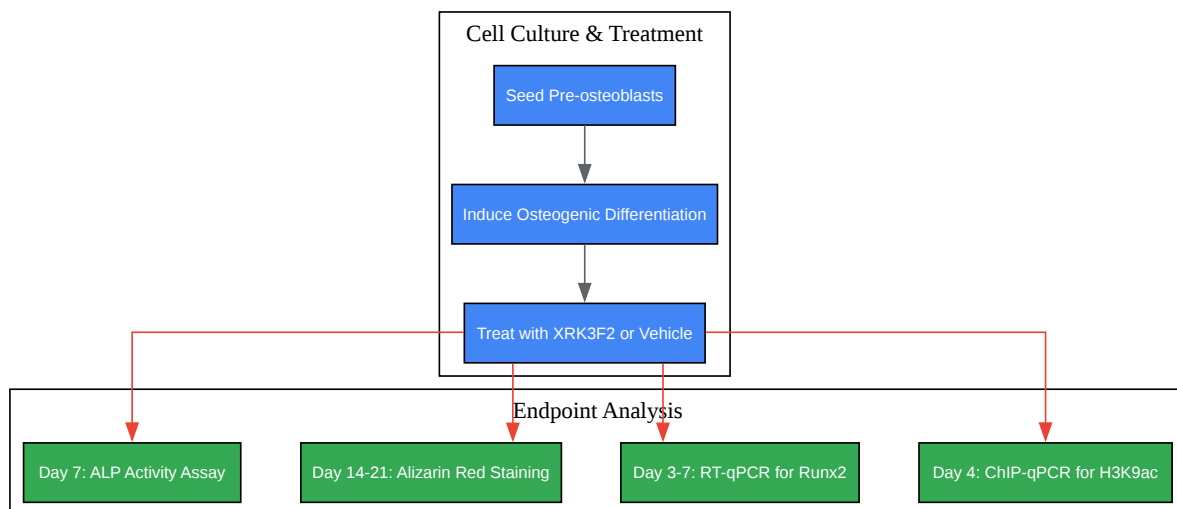 Cell Culture & Treatment
Seed Pre-osteoblasts
Induce Osteogenic Differentiation
Treat with XRK3F2 or Vehicle
Endpoint Analysis
Day 7: ALP Activity Assay
Day 14-21: Alizarin Red Staining
Day 3-7: RT-qPCR for Runx2
Day 4: ChIP-qPCR for H3K9ac